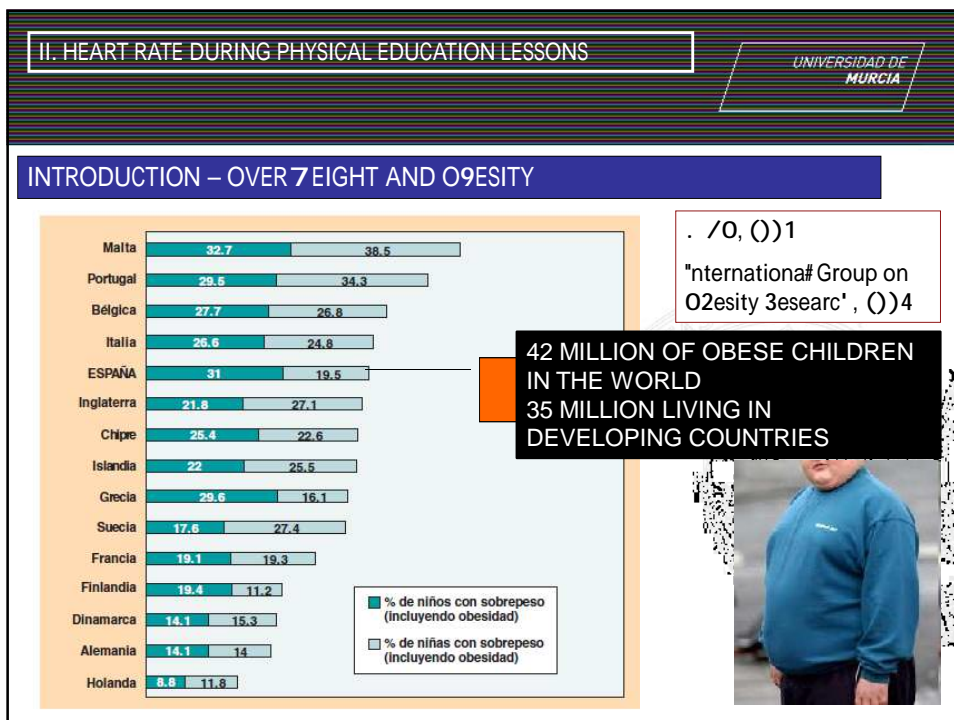 II. HEART RATE DURING PHYSICAL EDUCATION LESSONS
UNIVERSIDAD DE
MURCIA
INTRODUCTION – OVER7EIGHT AND O9ESITY
. /O, ())1
"nternationa# Group on
O2esity 3esearc' , ())4
Malta 32.7 38.5
Portugal 29.5 34.3
Bélgica 27.7 26.8
Italia 26.6 24.8
ESPAÑA 31 19.5
Inglaterra 21.8 27.1
Chipre 25.4 22.6
Islandia 22 25.5
Grecia 29.6 16.1
Suecia 17.6 27.4
Francia 19.1 19.3
Finlandia 19.4 11.2
Dinamarca 14.1 15.3
Alemania 14.1 14
Holanda 8.8 11.8
% de niños con sobrepeso
(incluyendo obesidad)
% de niñas con sobrepeso
(incluyendo obesidad)
42 MILLION OF OBESE CHILDREN
IN THE WORLD
35 MILLION LIVING IN
DEVELOPING COUNTRIES